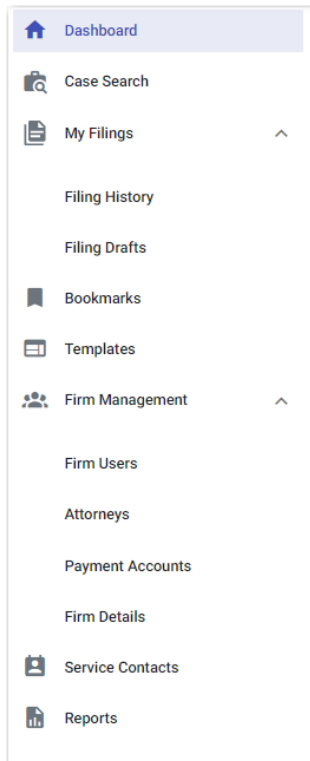 Dashboard
Case Search
My Filings
Filing History
Filing Drafts
Bookmarks
Templates
Firm Management
Firm Users
Attorneys
Payment Accounts
Firm Details
Service Contacts
Reports